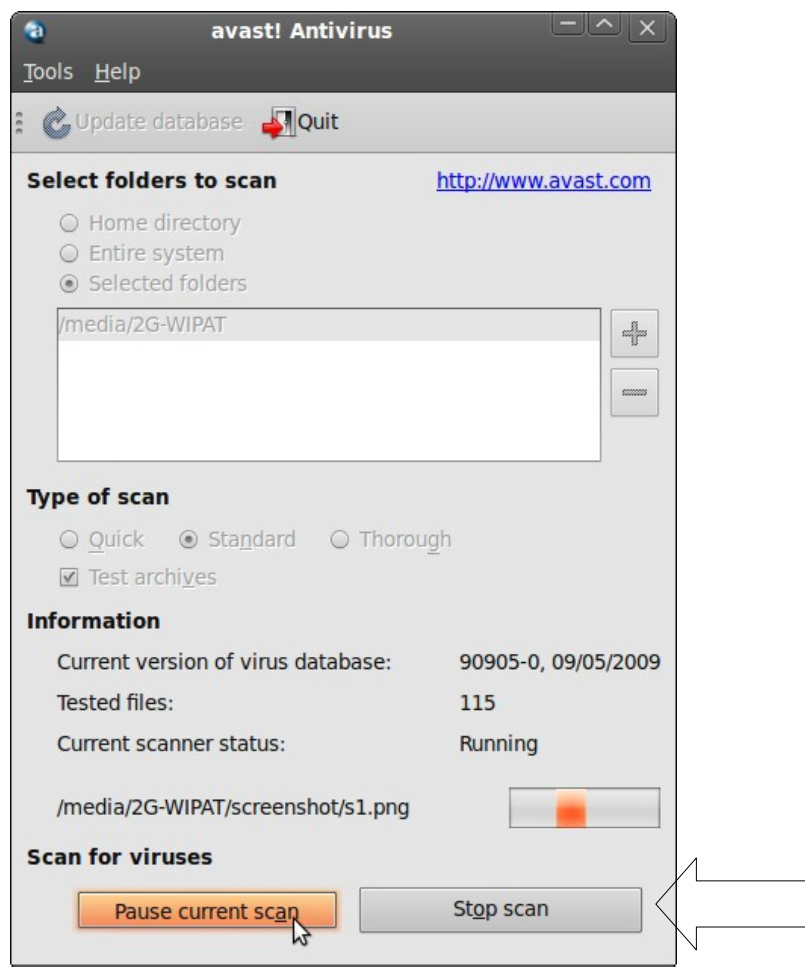 avast! Antivirus
Tools Help
Update database Quit
Select folders to scan http://www.avast.com
Home directory
Entire system
Selected folders
/media/2G-WIPAT
Type of scan
Quick Standard Thorough
Test archives
Information
Current version of virus database: 90905-0, 09/05/2009
Tested files: 115
Current scanner status: Running
/media/2G-WIPAT/screenshot/s1.png
Scan for viruses
Pause current scan Stop scan